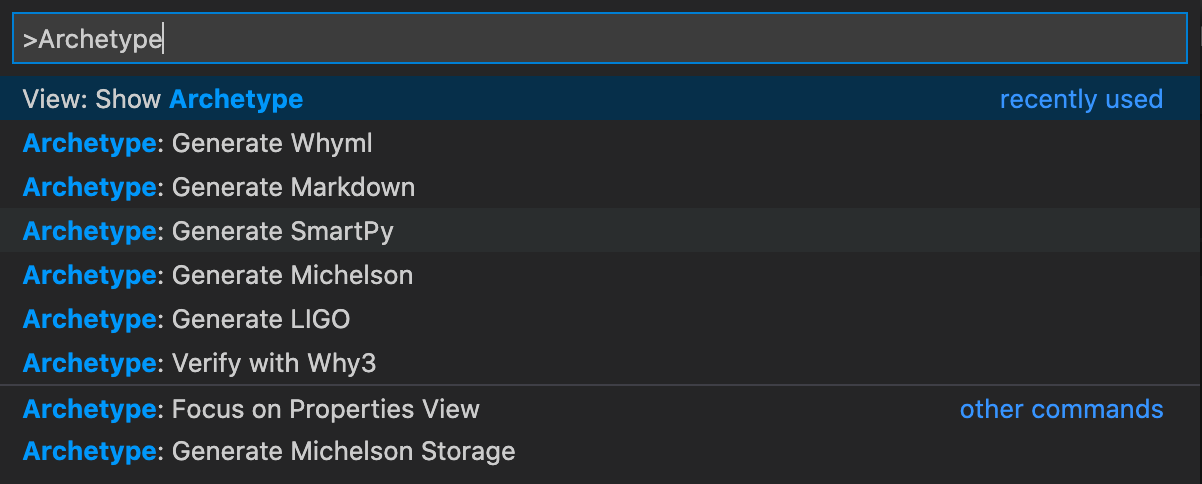 >Archetype
View: Show Archetype recently used
Archetype: Generate Whyml
Archetype: Generate Markdown
Archetype: Generate SmartPy
Archetype: Generate Michelson
Archetype: Generate LIGO
Archetype: Verify with Why3
Archetype: Focus on Properties View other commands
Archetype: Generate Michelson Storage